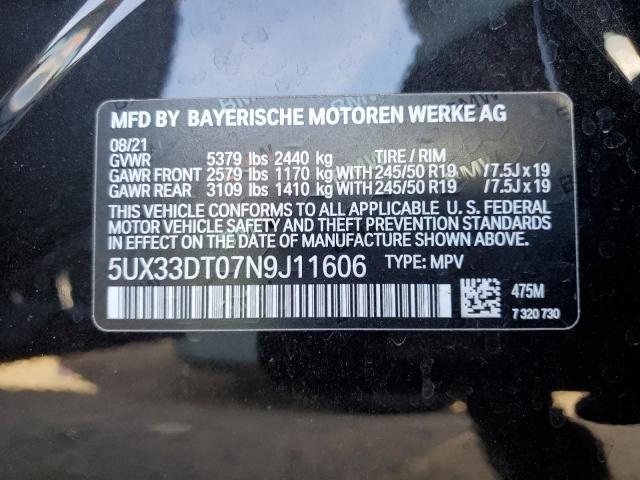 MFD BY BAYERISCHE MOTOREN WERKE AG
08/21
GVWR 5379 lbs 2440 kg TIRE / RIM
GAWR FRONT 2579 lbs 1170 kg WITH 245/50 R19 /7.5J x 19
GAWR REAR 3109 lbs 1410 kg WITH 245/50 R19 /7.5J x 19
THIS VEHICLE CONFORMS TO ALL APPLICABLE U. S. FEDERAL
MOTOR VEHICLE SAFETY AND THEFT PREVENTION STANDARDS
IN EFFECT ON THE DATE OF MANUFACTURE SHOWN ABOVE.
5UX33DT07N9J11606 TYPE: MPV
475M
7 320 730